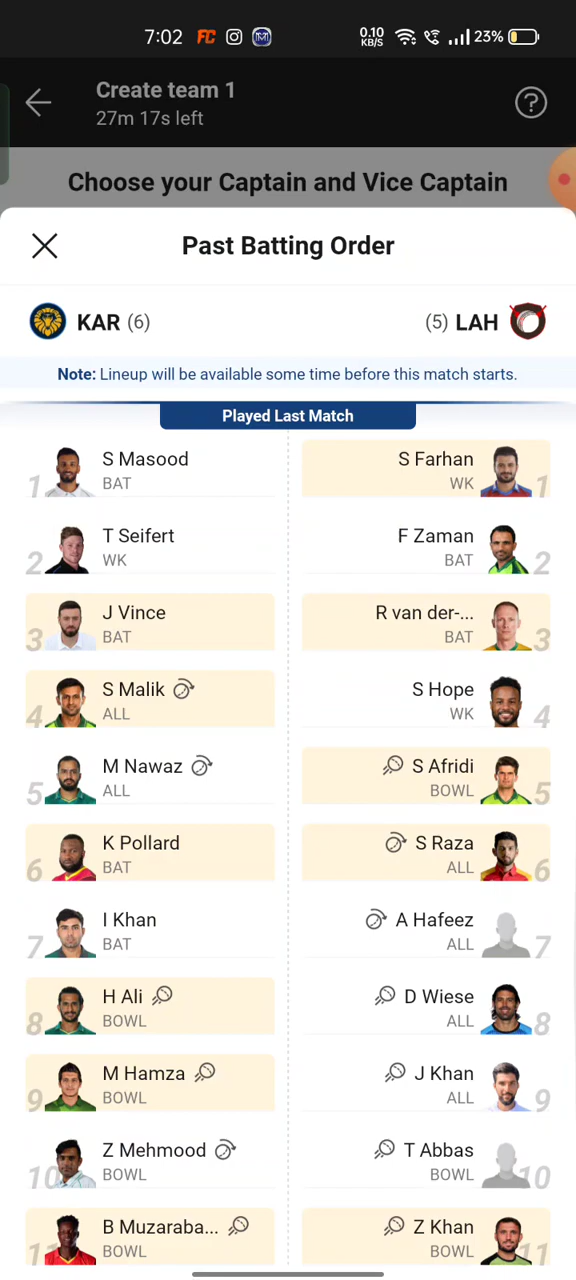 7:02 FC 0.10 KB/S 23%
Create team 1
27m 17s left
Choose your Captain and Vice Captain
Past Batting Order
KAR (6) (5) LAH
Note: Lineup will be available some time before this match starts.
Played Last Match
1 S Masood BAT
S Farhan WK 1
2 T Seifert WK
F Zaman BAT 2
3 J Vince BAT
R van der-... BAT 3
4 S Malik ALL
S Hope WK 4
5 M Nawaz ALL
S Afridi BOWL 5
6 K Pollard BAT
S Raza ALL 6
7 I Khan BAT
A Hafeez ALL 7
8 H Ali BOWL
D Wiese ALL 8
9 M Hamza BOWL
J Khan ALL 9
10 Z Mehmood BOWL
T Abbas BOWL 10
11 B Muzaraba... BOWL
Z Khan BOWL 11